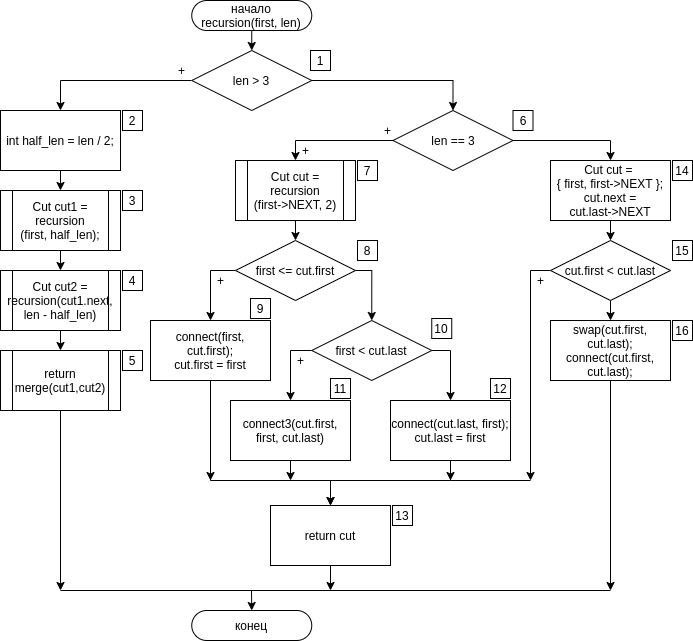 начало
recursion(first, len)
1
len > 3
+
2
int half_len = len / 2;
6
len == 3
+
+
3
Cut cut1 =
recursion
(first, half_len);
7
Cut cut =
recursion
(first->NEXT, 2)
14
Cut cut =
{ first, first->NEXT };
cut.next =
cut.last->NEXT
4
Cut cut2 =
recursion(cut1.next,
len - half_len)
8
first <= cut.first
+
15
cut.first < cut.last
+
5
return
merge(cut1,cut2)
9
connect(first,
cut.first);
cut.first = first
10
first < cut.last
+
16
swap(cut.first,
cut.last);
connect(cut.first,
cut.last);
11
connect3(cut.first,
first, cut.last)
12
connect(cut.last, first);
cut.last = first
13
return cut
конец